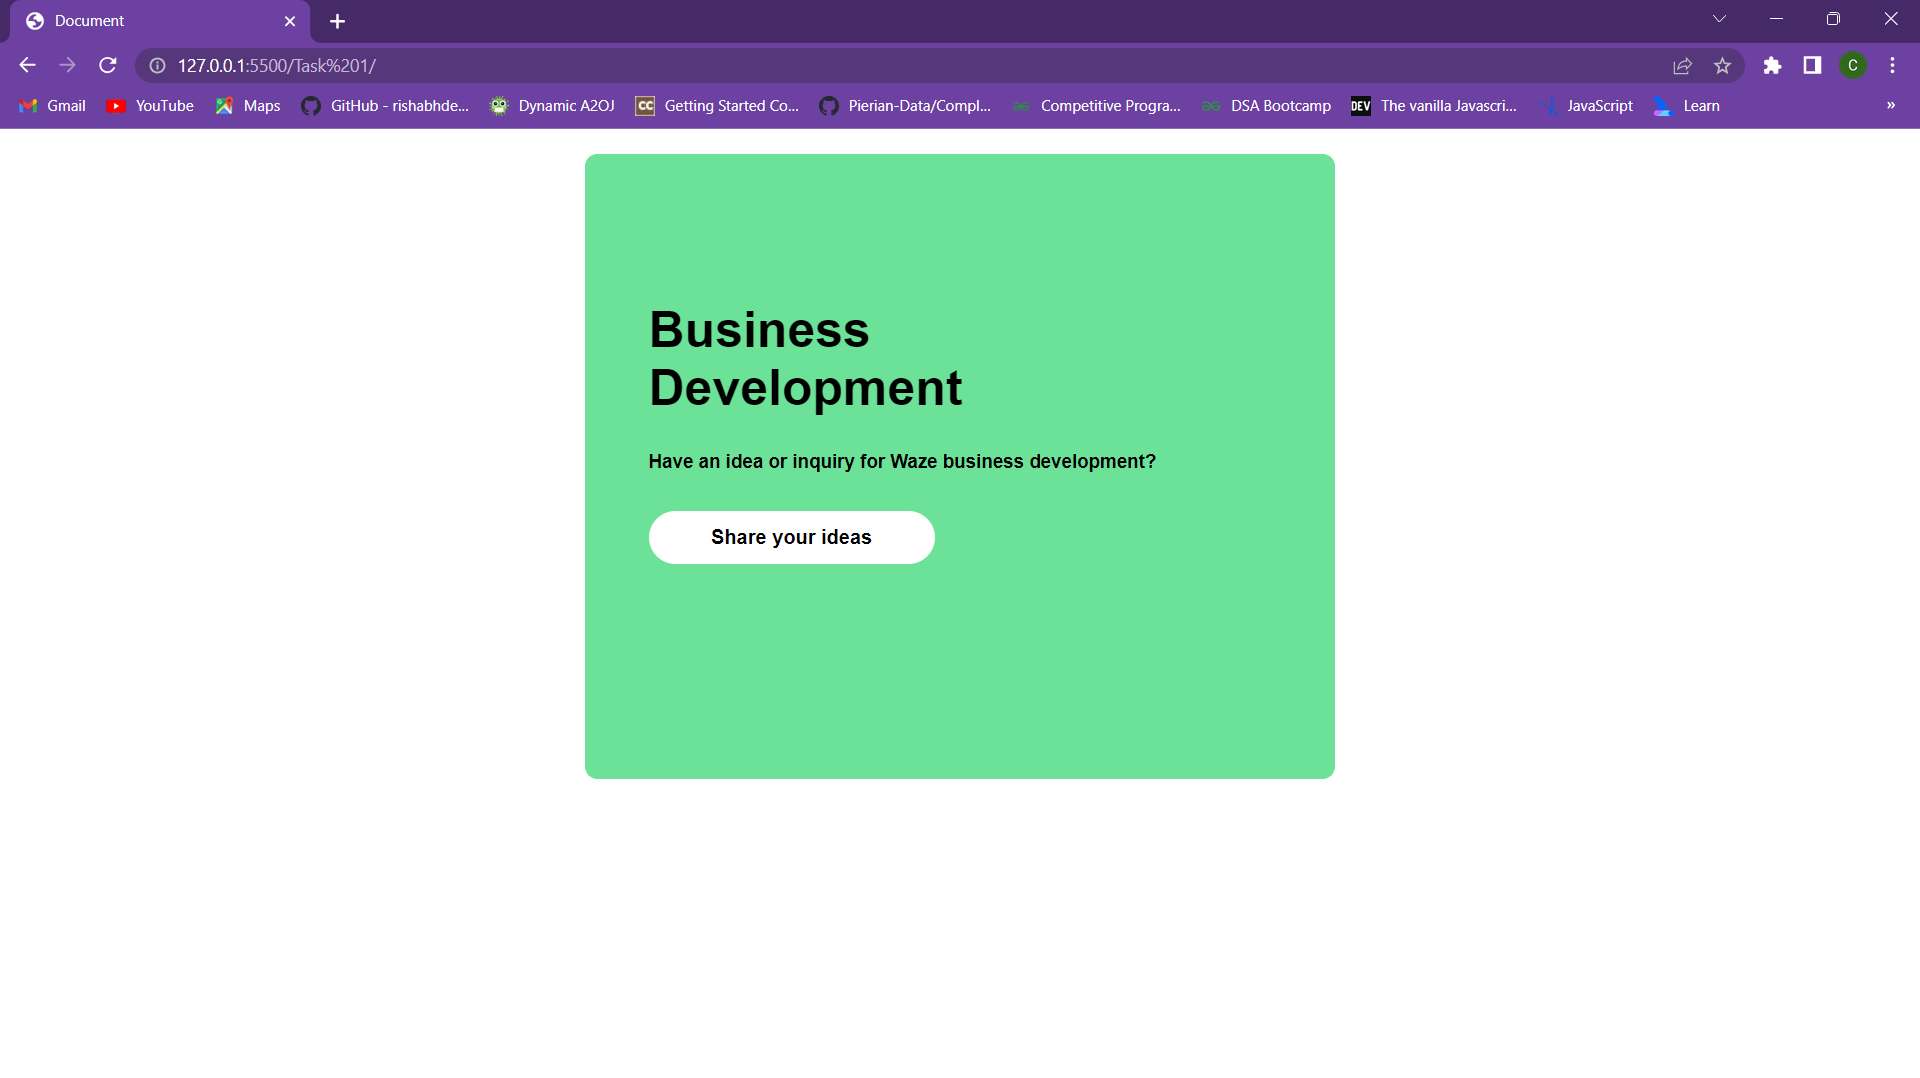 Document
127.0.0.1:5500/Task%201/
C
Gmail YouTube Maps GitHub - rishabhde... Dynamic A2OJ CC Getting Started Co... Pierian-Data/Compl... Competitive Progra... DSA Bootcamp DEV The vanilla Javascri... JavaScript Learn »
Business
Development
Have an idea or inquiry for Waze business development?
Share your ideas